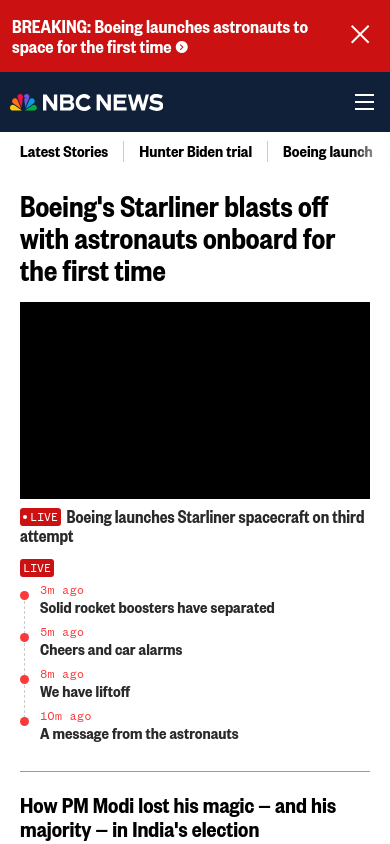 BREAKING: Boeing launches astronauts to
space for the first time
NBC NEWS
Latest Stories
Hunter Biden trial
Boeing launch
Boeing's Starliner blasts off
with astronauts onboard for
the first time
• LIVE Boeing launches Starliner spacecraft on third
attempt
LIVE
3m ago
Solid rocket boosters have separated
5m ago
Cheers and car alarms
8m ago
We have liftoff
10m ago
A message from the astronauts
How PM Modi lost his magic — and his
majority — in India's election